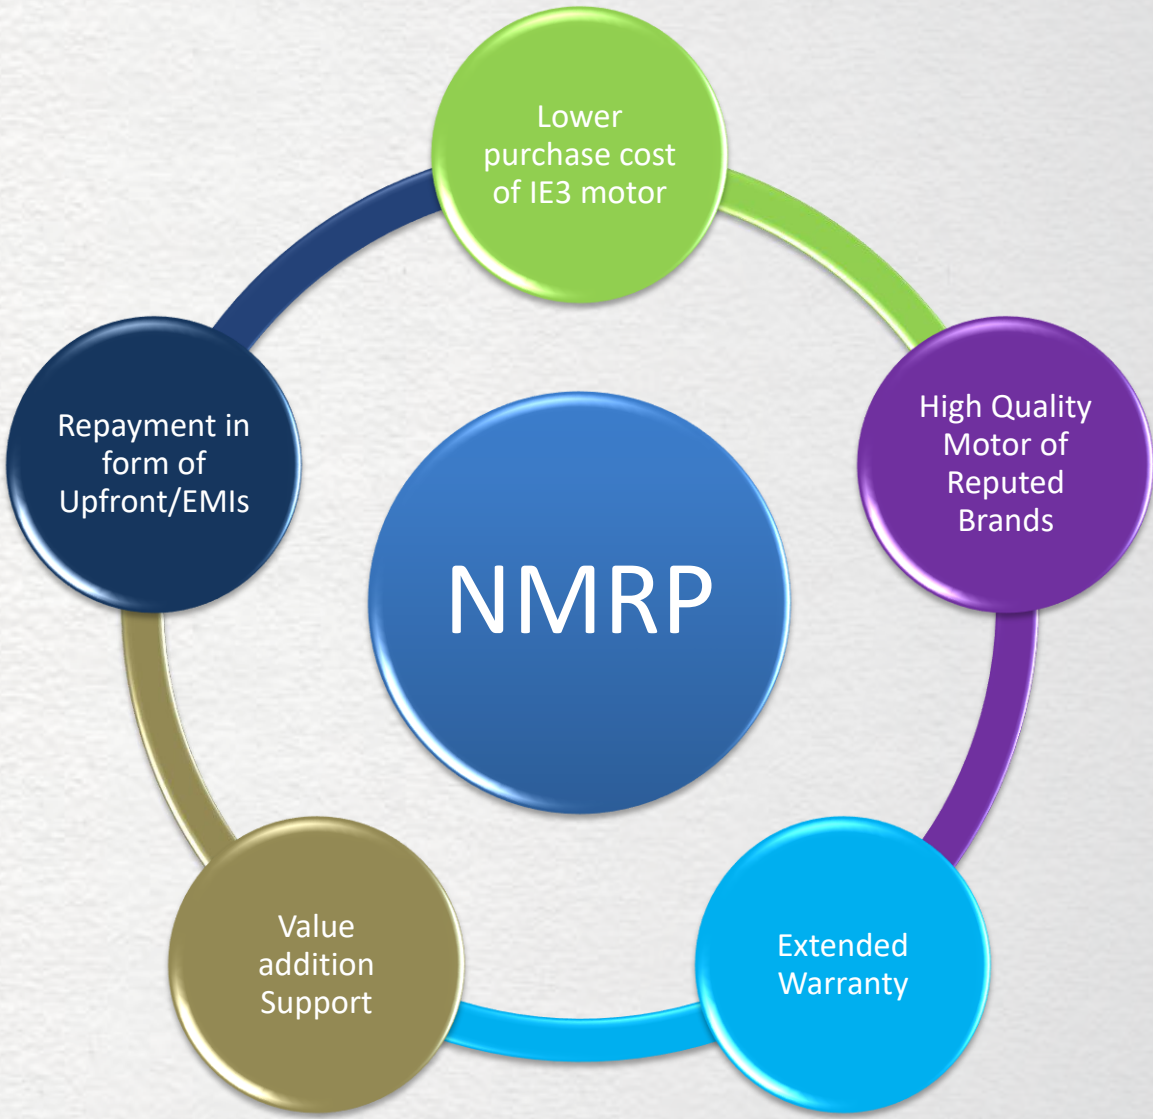 Lower
purchase cost
of IE3 motor
High Quality
Motor of
Reputed
Brands
Extended
Warranty
Value
addition
Support
Repayment in
form of
Upfront/EMIs
NMRP